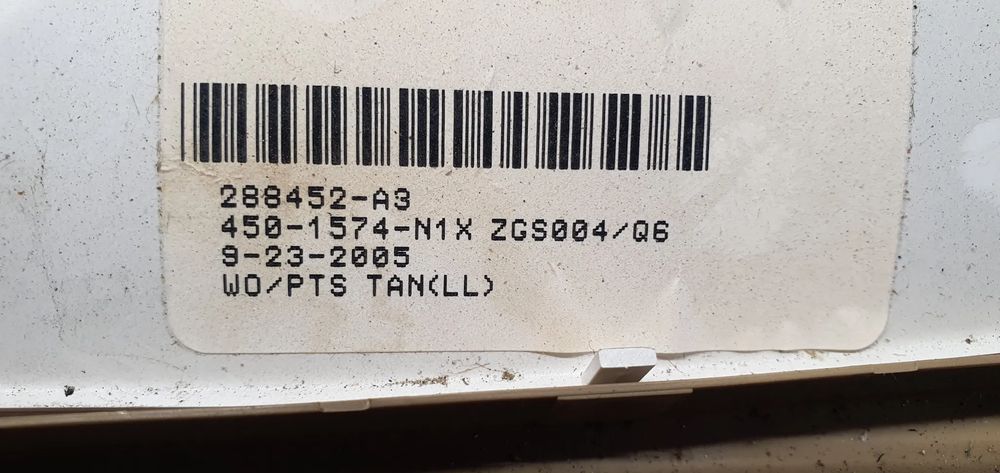 288452-A3
450-1574-N1X ZGS004/Q6
9-23-2005
WO/PTS TAN(LL)